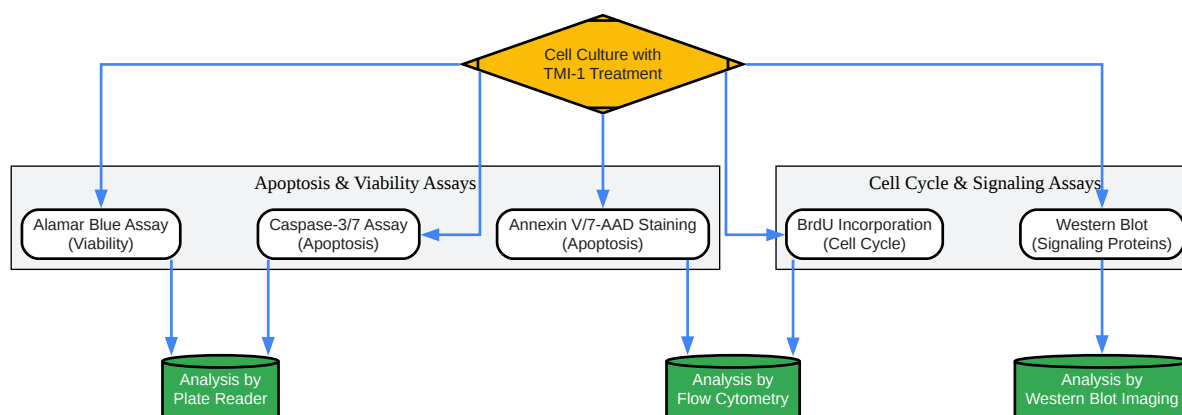 Cell Culture with
TMI-1 Treatment
Apoptosis & Viability Assays
Cell Cycle & Signaling Assays
Alamar Blue Assay
(Viability)
Caspase-3/7 Assay
(Apoptosis)
Annexin V/7-AAD Staining
(Apoptosis)
BrdU Incorporation
(Cell Cycle)
Western Blot
(Signaling Proteins)
Analysis by
Plate Reader
Analysis by
Flow Cytometry
Analysis by
Western Blot Imaging